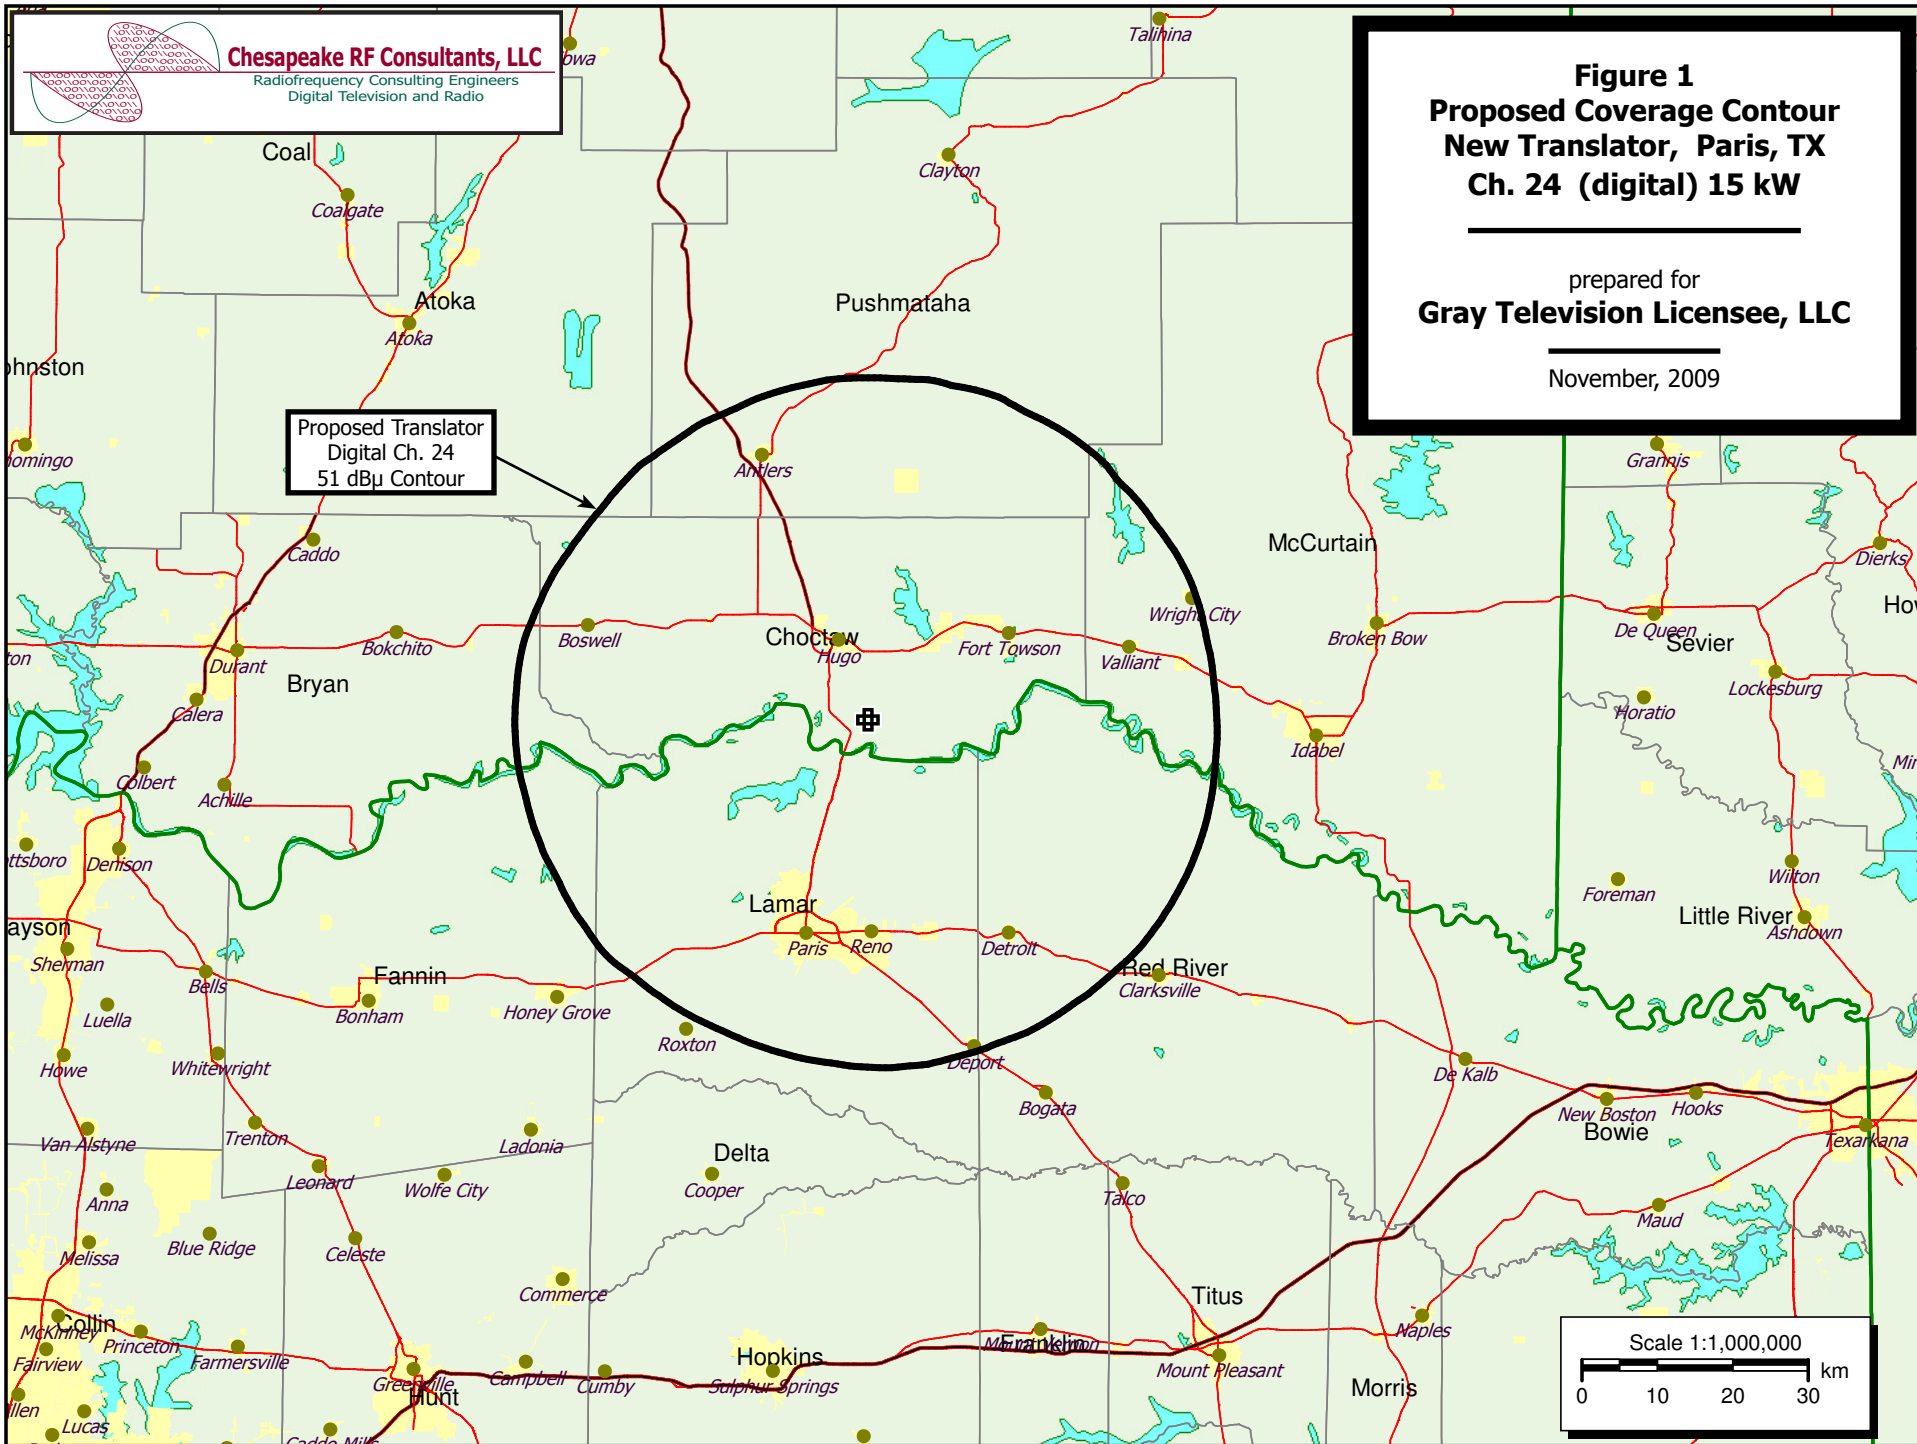 Chesapeake RF Consultants, LLC
Radiofrequency Consulting Engineers
Digital Television and Radio
Figure 1
Proposed Coverage Contour
New Translator, Paris, TX
Ch. 24 (digital) 15 kW
prepared for
Gray Television Licensee, LLC
November, 2009
Talihina
Coal
Clayton
Coalgate
Atoka
Pushmataha
Atoka
Proposed Translator
Digital Ch. 24
51 dBµ Contour
Antlers
Grannis
McCurtain
Caddo
Dierks
Wright City
Boswell
Choctaw
Bokchito
Hugo
Fort Towson
Valliant
Broken Bow
De Queen
Sevier
Durant
Bryan
Lockesburg
Calera
Horatio
Idabel
Colbert
Achille
Denison
Wilton
Foreman
Lamar
Little River
Ashdown
Paris
Reno
Detroit
Sherman
Fannin
Red River
Bells
Clarksville
Luella
Bonham
Honey Grove
Roxton
Howe
Whitewright
Deport
De Kalb
Bogata
New Boston
Hooks
Bowie
Texarkana
Van Alstyne
Trenton
Ladonia
Delta
Leonard
Wolfe City
Cooper
Talco
Anna
Maud
Blue Ridge
Melissa
Celeste
Commerce
Titus
Collin
McKinney
Princeton
Naples
Franklin
Mount Vernon
Fairview
Farmersville
Hopkins
Greenville
Campbell
Cumby
Sulphur Springs
Mount Pleasant
Hunt
Morris
Lucas
Caddo Mills
Scale 1:1,000,000
km
0 10 20 30